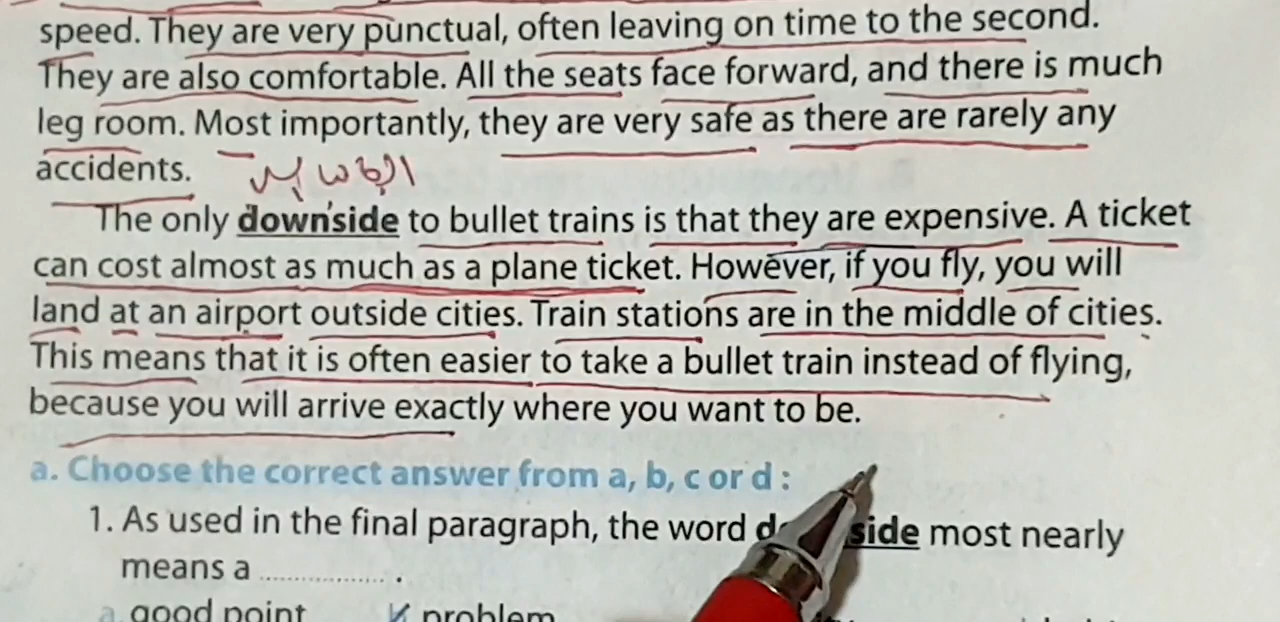 speed. They are very punctual, often leaving on time to the second.
They are also comfortable. All the seats face forward, and there is much
leg room. Most importantly, they are very safe as there are rarely any
accidents.
The only downside to bullet trains is that they are expensive. A ticket
can cost almost as much as a plane ticket. However, if you fly, you will
land at an airport outside cities. Train stations are in the middle of cities.
This means that it is often easier to take a bullet train instead of flying,
because you will arrive exactly where you want to be.
a. Choose the correct answer from a, b, c or d :
1. As used in the final paragraph, the word side most nearly
means a .................. .
a. good point problem